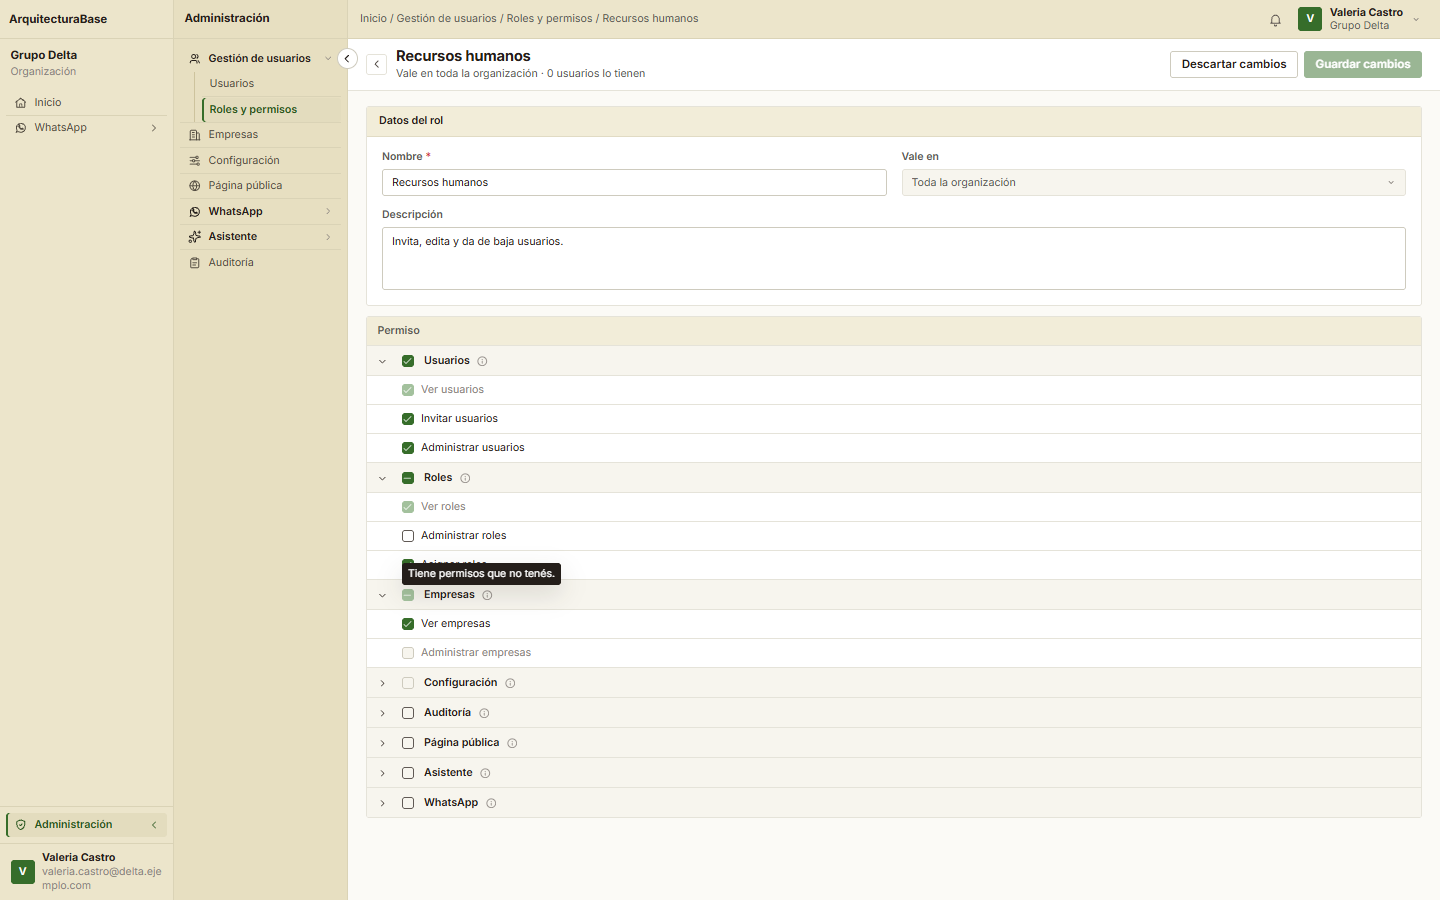 ArquitecturaBase
Grupo Delta
Organización
Inicio
WhatsApp
Administración
Valeria Castro
valeria.castro@delta.eje
mplo.com
Administración
Gestión de usuarios
Usuarios
Roles y permisos
Empresas
Configuración
Página pública
WhatsApp
Asistente
Auditoría
Inicio / Gestión de usuarios / Roles y permisos / Recursos humanos
V
Valeria Castro
Grupo Delta
Recursos humanos
Vale en toda la organización · 0 usuarios lo tienen
Descartar cambios
Guardar cambios
Datos del rol
Nombre *
Recursos humanos
Vale en
Toda la organización
Descripción
Invita, edita y da de baja usuarios.
Permiso
Usuarios
Ver usuarios
Invitar usuarios
Administrar usuarios
Roles
Ver roles
Administrar roles
Tiene permisos que no tenés.
Empresas
Ver empresas
Administrar empresas
Configuración
Auditoría
Página pública
Asistente
WhatsApp
V